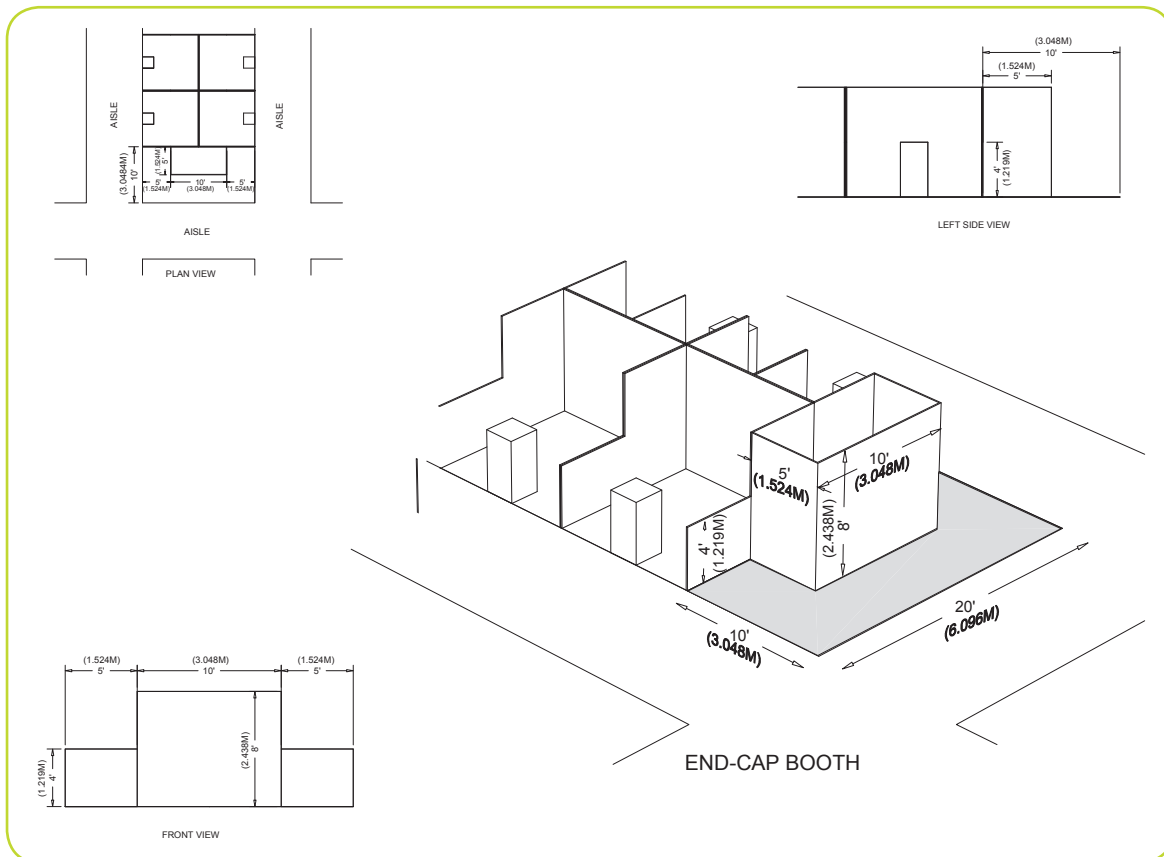 AISLE
AISLE
(3.0484M)
10'
(1.524M)
5'
5'
(1.524M)
10'
(3.048M)
5'
(1.524M)
AISLE
PLAN VIEW
(3.048M)
10'
(1.524M)
5'
4'
(1.219M)
LEFT SIDE VIEW
5'
(1.524M)
10'
(3.048M)
(2.438M)
8'
4'
(1.219M)
10'
(3.048M)
20'
(6.096M)
END-CAP BOOTH
(1.524M)
5'
(3.048M)
10'
(1.524M)
5'
(1.219M)
4'
(2.438M)
8'
FRONT VIEW